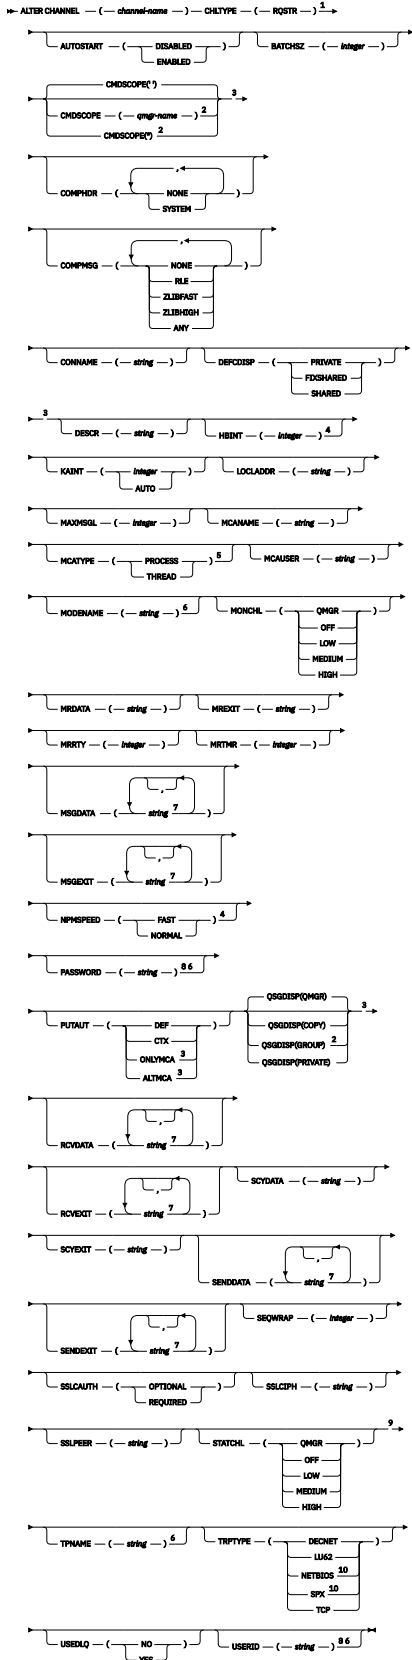 ALTER CHANNEL ( channel-name ) CHLTYPE ( RQSTR ) 1
AUTOSTART ( DISABLED ) BATCHSZ ( integer )
ENABLED
CMDSCOPE(' ')
CMDSCOPE ( qmgr-name ) 2 3
CMDSCOPE(*) 2
,
COMPHDR ( NONE )
SYSTEM
,
COMPMSG ( NONE )
RLE
ZLIBFAST
ZLIBHIGH
ANY
CONNAME ( string ) DEFCDISP ( PRIVATE )
FIXSHARED
SHARED
3 DESCR ( string ) HBINT ( integer ) 4
KAINT ( integer ) LOCLADDR ( string )
AUTO
MAXMSGL ( integer ) MCANAME ( string )
MCATYPE ( PROCESS ) 5 MCAUSER ( string )
THREAD
MODENAME ( string ) 6 MONCHL ( QMGR )
OFF
LOW
MEDIUM
HIGH
MRDATA ( string ) MREXIT ( string )
MRRTY ( integer ) MRTMR ( integer )
,
MSGDATA ( string 7 )
,
MSGEXIT ( string 7 )
NPMSPEED ( FAST ) 4
NORMAL
PASSWORD ( string ) 8 6
QSGDISP(QMGR)
PUTAUT ( DEF ) QSGDISP(COPY) 3
CTX QSGDISP(GROUP) 2
ONLYMCA 3 QSGDISP(PRIVATE)
ALTMCA 3
,
RCVDATA ( string 7 )
,
RCVEXIT ( string 7 ) SCYDATA ( string )
,
SCYEXIT ( string ) SENDDATA ( string 7 )
,
SENDEXIT ( string 7 ) SEQWRAP ( integer )
SSLCAUTH ( OPTIONAL ) SSLCIPH ( string )
REQUIRED
SSLPEER ( string ) STATCHL ( QMGR ) 9
OFF
LOW
MEDIUM
HIGH
TPNAME ( string ) 6 TRPTYPE ( DECNET )
LU62
NETBIOS 10
SPX 10
TCP
USEDLQ ( NO ) USERID ( string ) 8 6
YES